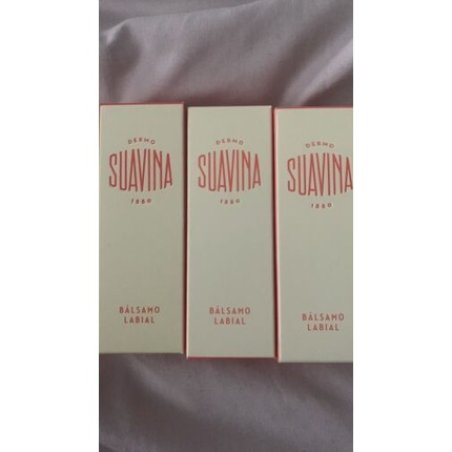 DERMO
SUAVINA
1880
BÁLSAMO
LABIAL
DERMO
SUAVINA
1880
BÁLSAMO
LABIAL
DERMO
SUAVINA
1880
BÁLSAMO
LABIAL